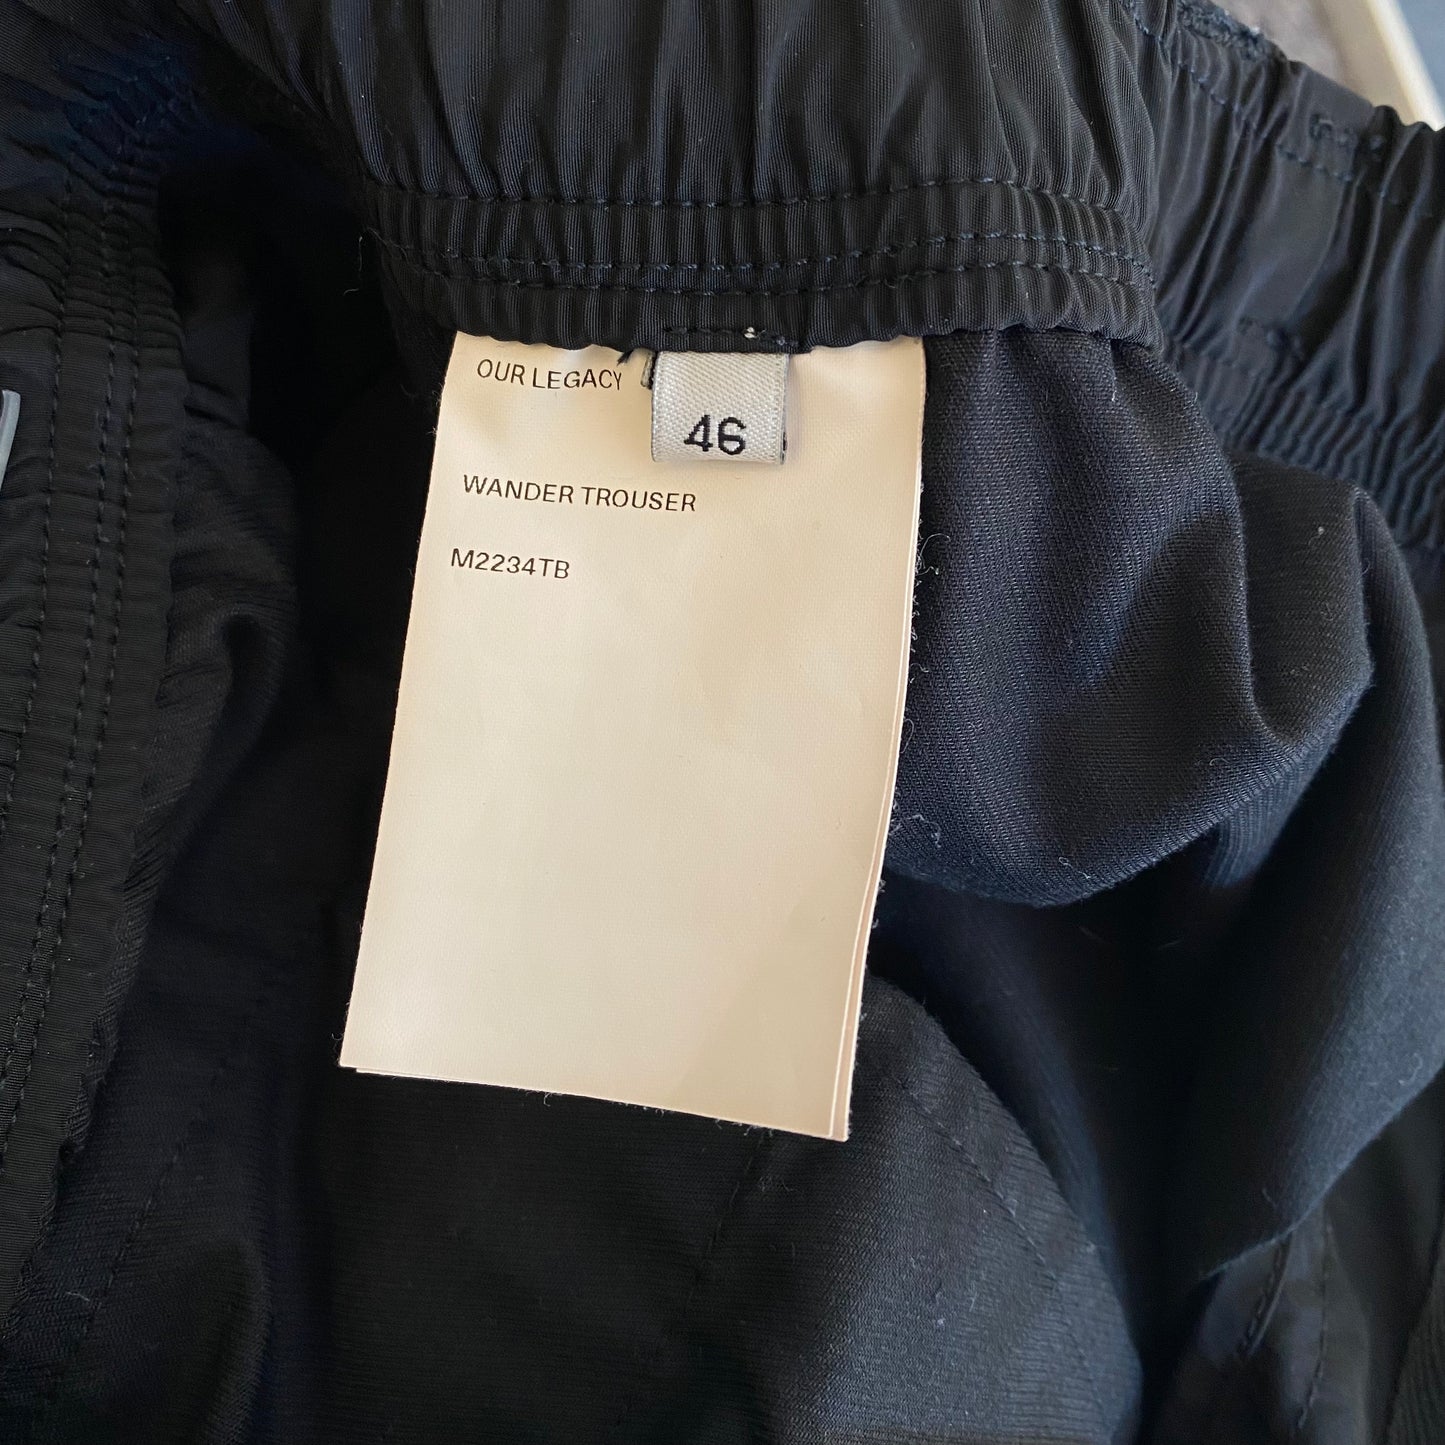 OUR LEGACY
46
WANDER TROUSER
M2234TB